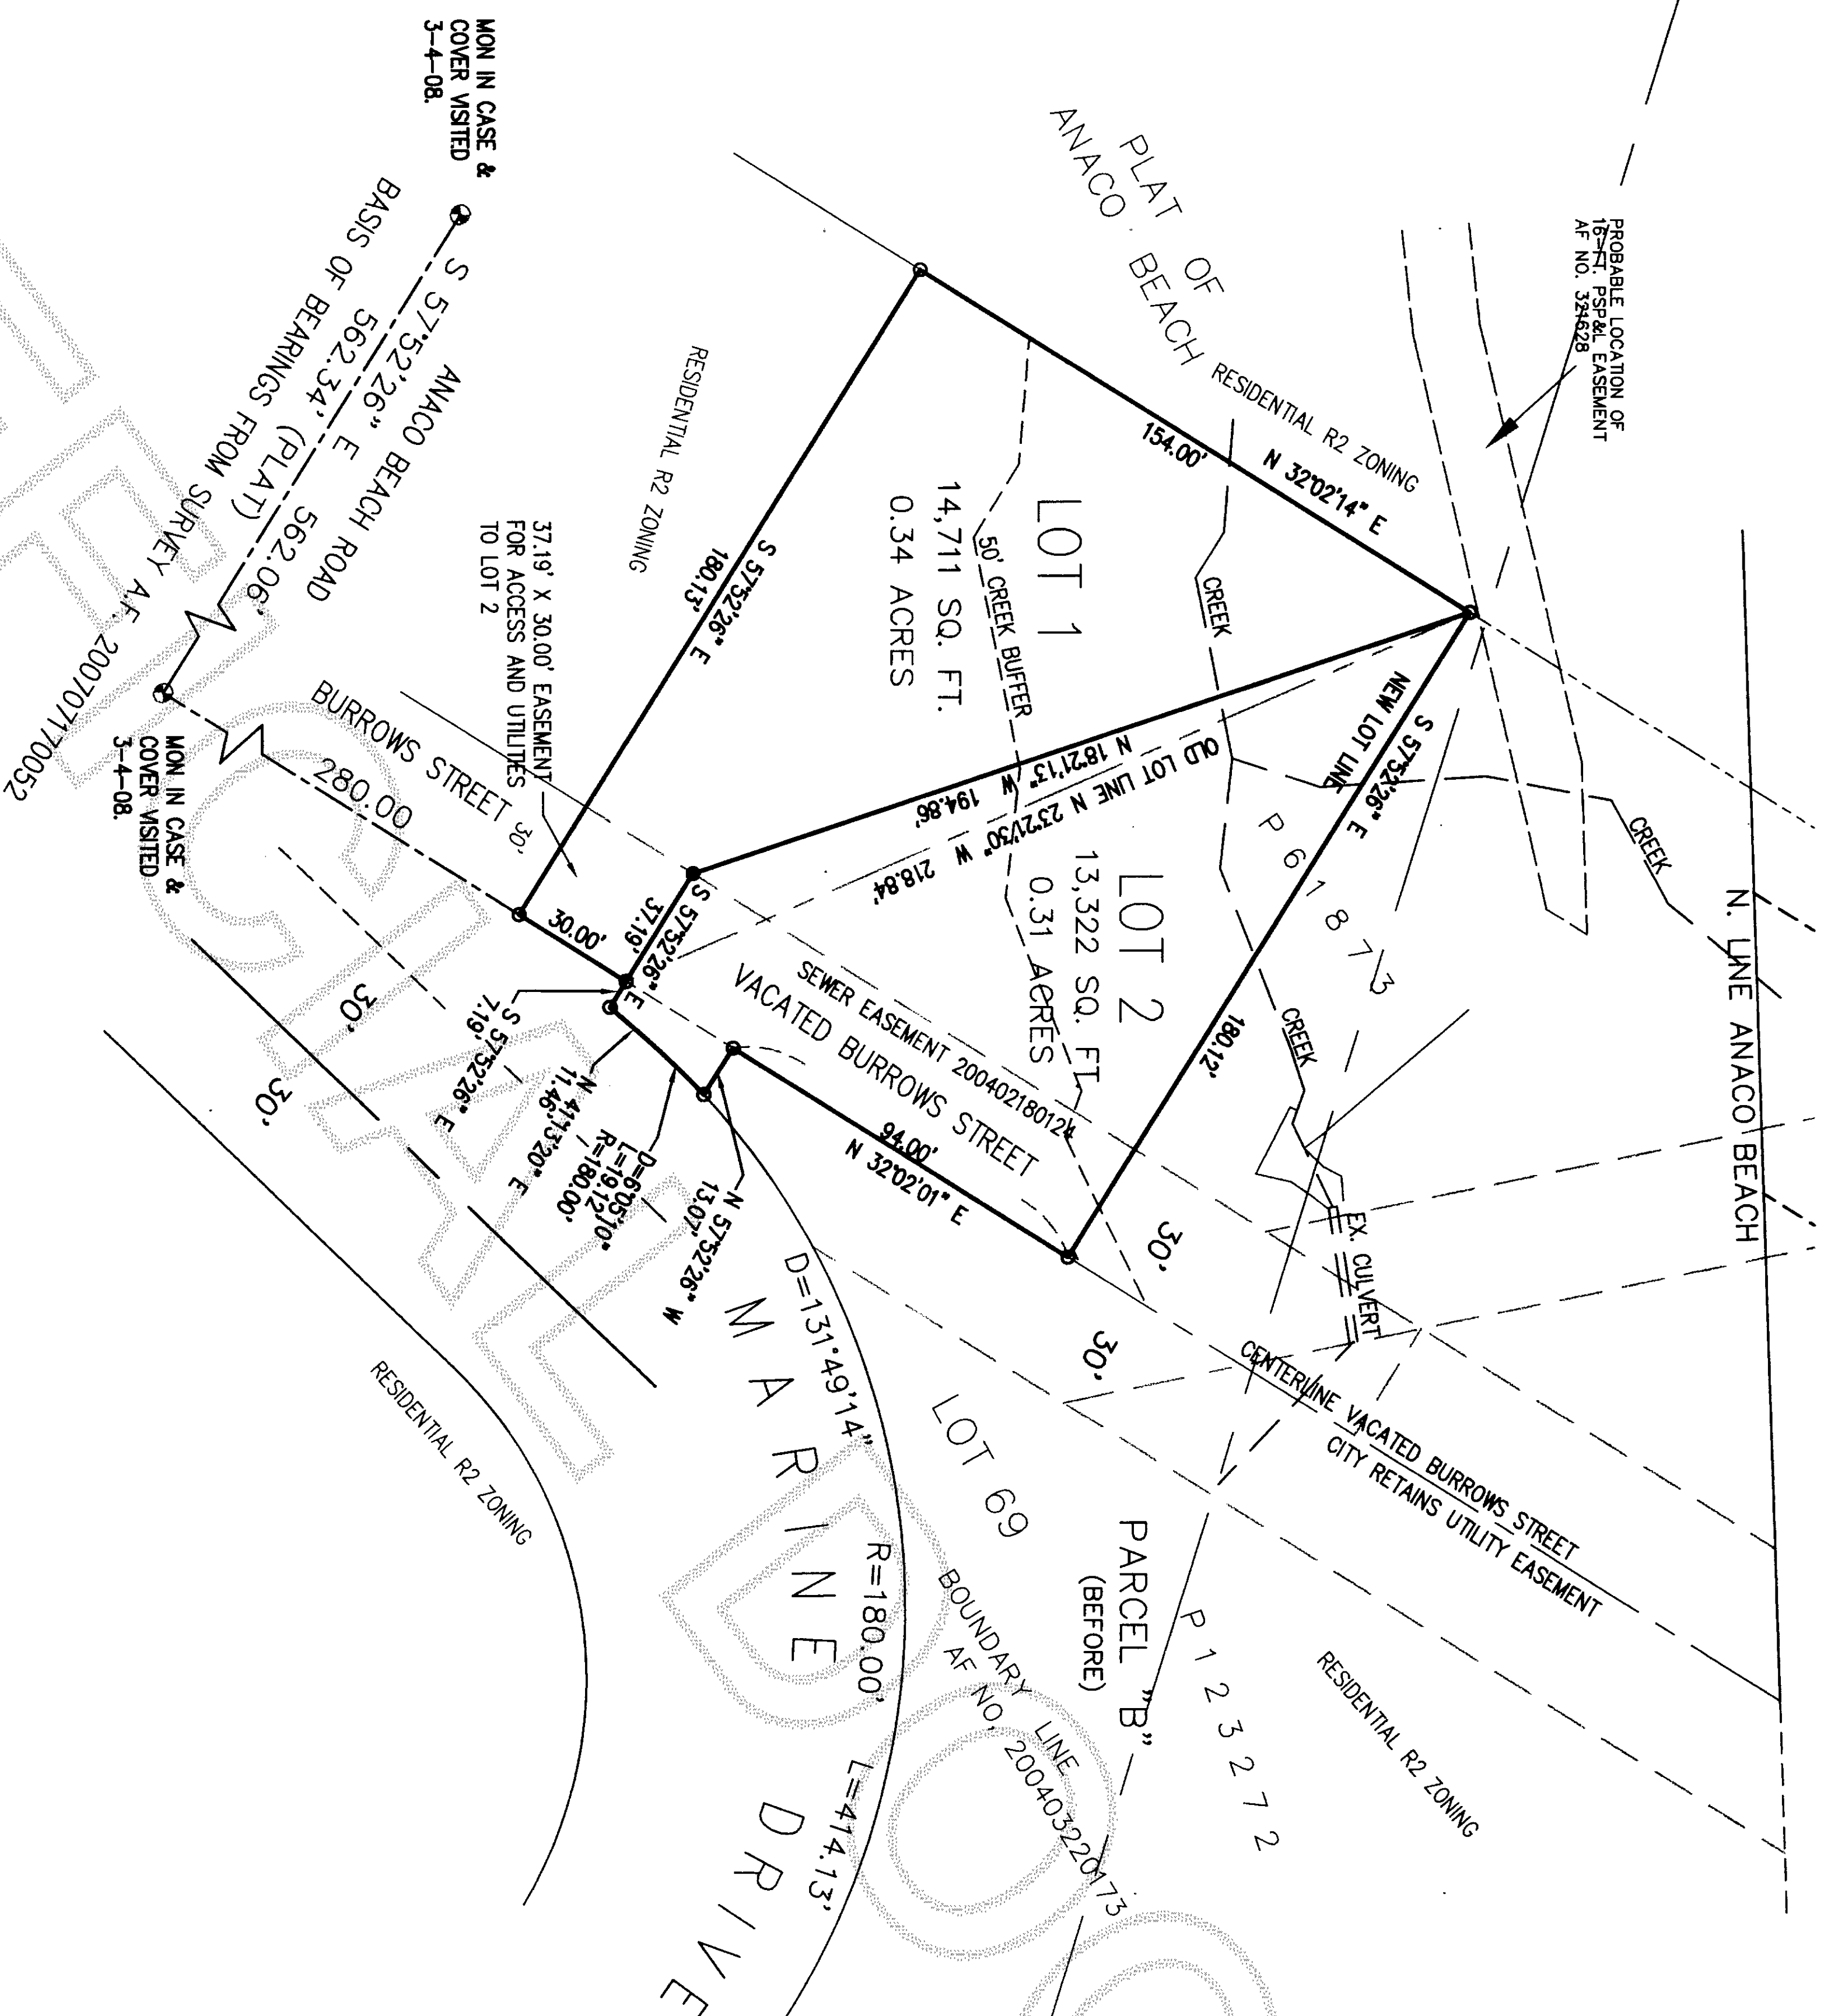 N. LINE ANACO BEACH
PROBABLE LOCATION OF
16-FT. PSP&L EASEMENT
AF NO. 321628
PLAT OF
ANACO BEACH
RESIDENTIAL R2 ZONING
N 32°02'14" E
154.00'
CREEK
CREEK
CREEK
EX. CULVERT
NEW LOT LINE
S 57°52'26" E
180.12'
P 6 1 8 7 3
LOT 1
14,711 SQ. FT.
0.34 ACRES
50' CREEK BUFFER
OLD LOT LINE N 23°21'30" W 218.84'
N 18°21'13" W 194.86'
LOT 2
13,322 SQ. FT.
0.31 ACRES
SEWER EASEMENT 200402180124
VACATED BURROWS STREET
94.00'
N 32°02'01" E
30'
30'
CENTERLINE VACATED BURROWS STREET
CITY RETAINS UTILITY EASEMENT
RESIDENTIAL R2 ZONING
P 1 2 3 2 7 2
PARCEL "B"
(BEFORE)
LOT 69
BOUNDARY LINE
AF NO. 200403220173
RESIDENTIAL R2 ZONING
S 57°52'26" E
180.13'
S 57°52'26" E
37.19'
30.00'
37.19' X 30.00' EASEMENT
FOR ACCESS AND UTILITIES
TO LOT 2
S 57°52'26" E
7.19'
N 41°13'20" E
11.46'
D=6°05'10"
L=19.12'
R=180.00'
N 57°52'26" W
13.07'
D=131°49'14" R=180.00' L=414.13'
MARINE DRIVE
RESIDENTIAL R2 ZONING
30'
30'
BURROWS STREET 30'
280.00
MON IN CASE &
COVER VISITED
3-4-08.
ANACO BEACH ROAD
S 57°52'26" E 562.06'
562.34' (PLAT)
BASIS OF BEARINGS FROM SURVEY A.F. 200707170052
MON IN CASE &
COVER VISITED
3-4-08.